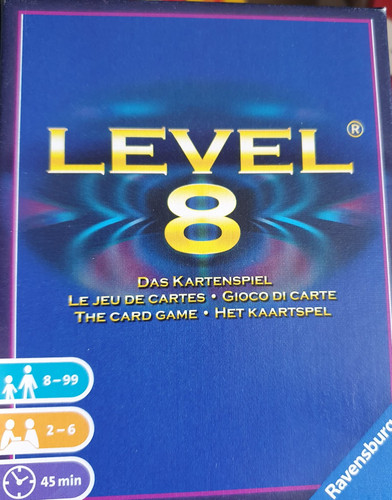 LEVEL®
8
DAS KARTENSPIEL
LE JEU DE CARTES • GIOCO DI CARTE
THE CARD GAME • HET KAARTSPEL
8-99
2-6
45 min
Ravensburg